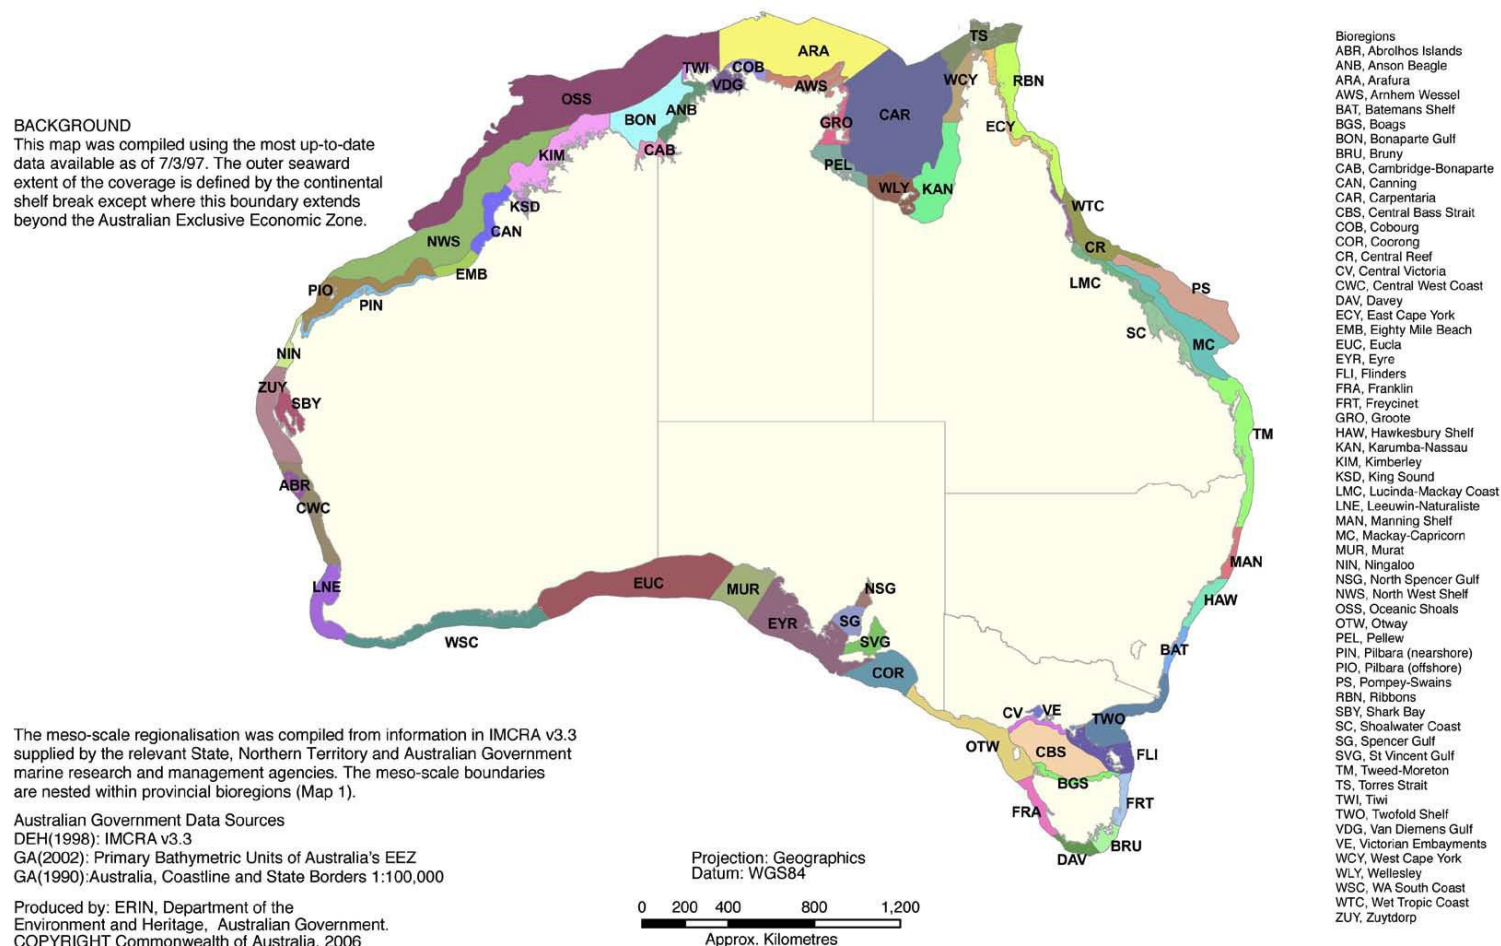 BACKGROUND
This map was compiled using the most up-to-date
data available as of 7/3/97. The outer seaward
extent of the coverage is defined by the continental
shelf break except where this boundary extends
beyond the Australian Exclusive Economic Zone.
TS
ARA
TWI
COB
VDG
AWS
WCY
RBN
OSS
ANB
BON
GRO
CAR
ECY
KIM
CAB
PEL
WLY
KAN
KSD
WTC
CAN
NWS
CR
EMB
LMC
PS
PIO
PIN
SC
MC
NIN
ZUY
SBY
TM
ABR
CWC
MAN
LNE
EUC
MUR
NSG
HAW
EYR
SG
SVG
WSC
BAT
COR
CV
VE
TWO
OTW
CBS
FLI
BGS
FRA
FRT
BRU
DAV
The meso-scale regionalisation was compiled from information in IMCRA v3.3
supplied by the relevant State, Northern Territory and Australian Government
marine research and management agencies. The meso-scale boundaries
are nested within provincial bioregions (Map 1).
Australian Government Data Sources
DEH(1998): IMCRA v3.3
GA(2002): Primary Bathymetric Units of Australia's EEZ
GA(1990):Australia, Coastline and State Borders 1:100,000
Produced by: ERIN, Department of the
Environment and Heritage, Australian Government.
COPYRIGHT Commonwealth of Australia, 2006
Projection: Geographics
Datum: WGS84
0 200 400 800 1,200
Approx. Kilometres
Bioregions
ABR, Abrolhos Islands
ANB, Anson Beagle
ARA, Arafura
AWS, Arnhem Wessel
BAT, Batemans Shelf
BGS, Boags
BON, Bonaparte Gulf
BRU, Bruny
CAB, Cambridge-Bonaparte
CAN, Canning
CAR, Carpentaria
CBS, Central Bass Strait
COB, Cobourg
COR, Coorong
CR, Central Reef
CV, Central Victoria
CWC, Central West Coast
DAV, Davey
ECY, East Cape York
EMB, Eighty Mile Beach
EUC, Eucla
EYR, Eyre
FLI, Flinders
FRA, Franklin
FRT, Freycinet
GRO, Groote
HAW, Hawkesbury Shelf
KAN, Karumba-Nassau
KIM, Kimberley
KSD, King Sound
LMC, Lucinda-Mackay Coast
LNE, Leeuwin-Naturaliste
MAN, Manning Shelf
MC, Mackay-Capricorn
MUR, Murat
NIN, Ningaloo
NSG, North Spencer Gulf
NWS, North West Shelf
OSS, Oceanic Shoals
OTW, Otway
PEL, Pellew
PIN, Pilbara (nearshore)
PIO, Pilbara (offshore)
PS, Pompey-Swains
RBN, Ribbons
SBY, Shark Bay
SC, Shoalwater Coast
SG, Spencer Gulf
SVG, St Vincent Gulf
TM, Tweed-Moreton
TS, Torres Strait
TWI, Tiwi
TWO, Twofold Shelf
VDG, Van Diemens Gulf
VE, Victorian Embayments
WCY, West Cape York
WLY, Wellesley
WSC, WA South Coast
WTC, Wet Tropic Coast
ZUY, Zuytdorp